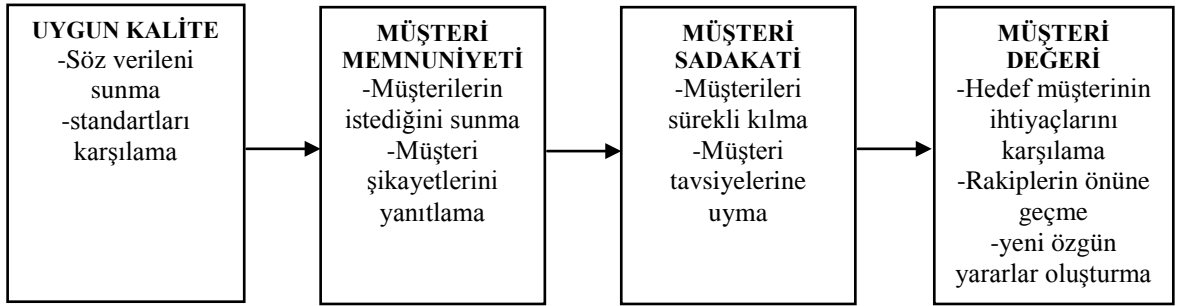 UYGUN KALİTE
-Söz verileni
sunma
-standartları
karşılama
MÜŞTERİ
MEMNUNİYETİ
-Müşterilerin
istediğini sunma
-Müşteri
şikayetlerini
yanıtlama
MÜŞTERİ
SADAKATİ
-Müşterileri
sürekli kılma
-Müşteri
tavsiyelerine
uyma
MÜŞTERİ
DEĞERİ
-Hedef müşterinin
ihtiyaçlarını
karşılama
-Rakiplerin önüne
geçme
-yeni özgün
yararlar oluşturma